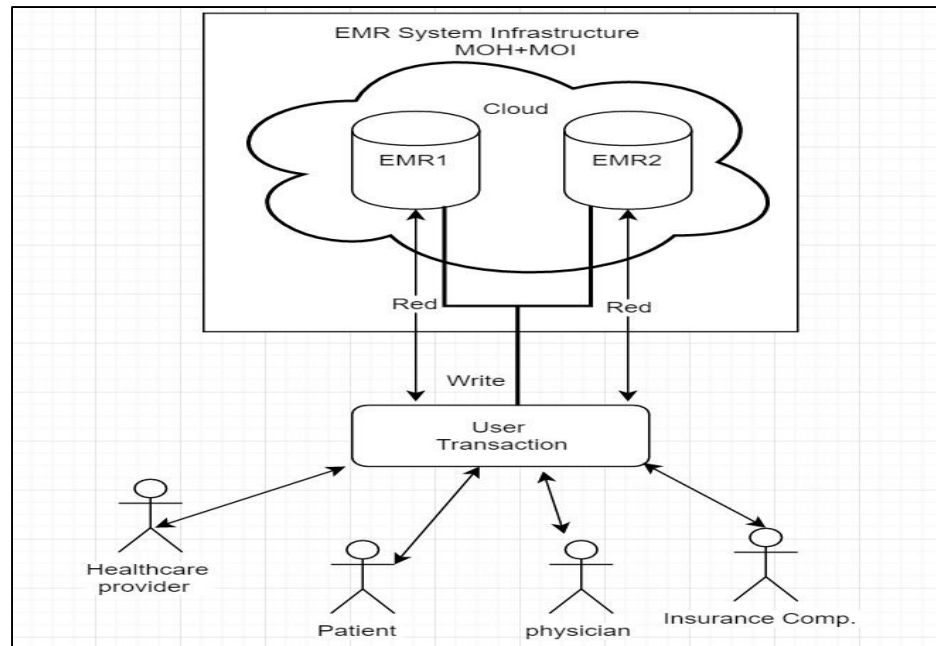 EMR System Infrastructure
MOH+MOI
Cloud
EMR1
EMR2
Red
Red
Write
User
Transaction
Healthcare
provider
Patient
physician
Insurance Comp.